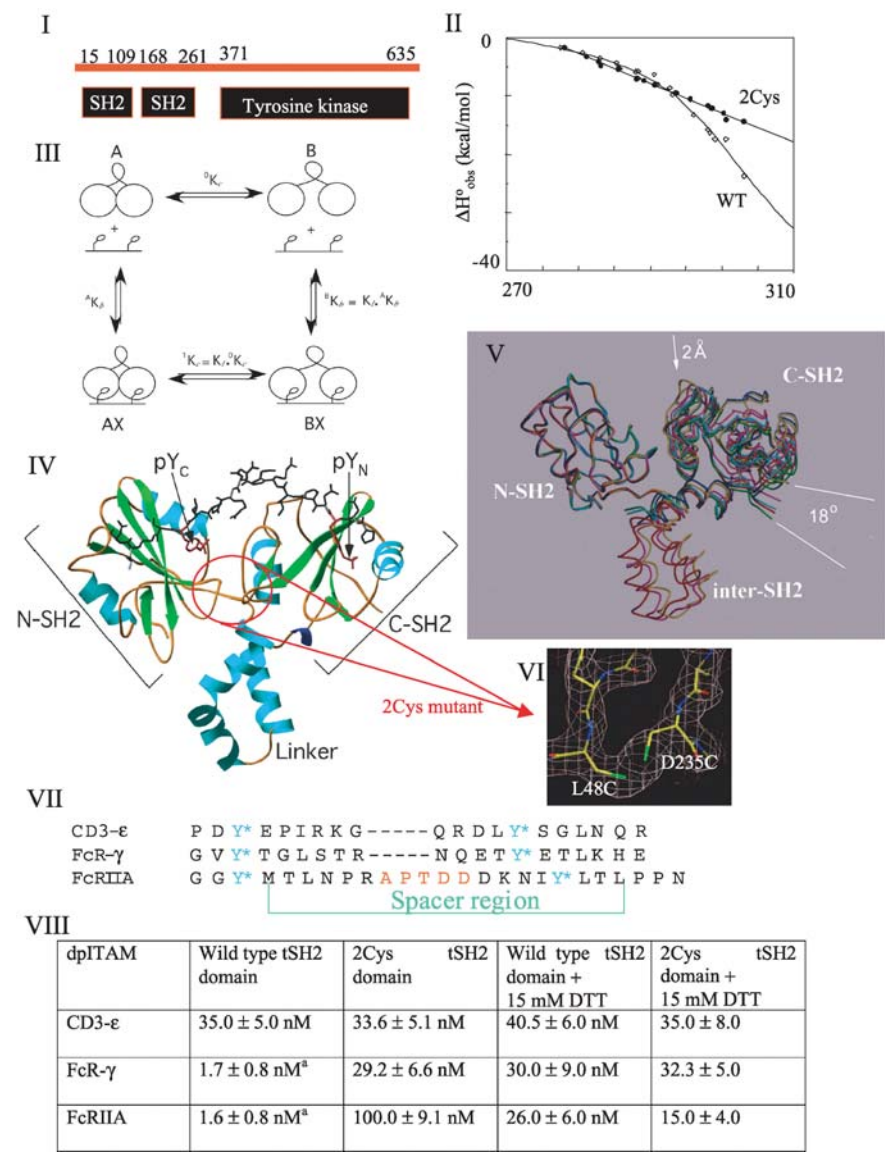 I
15 109 168 261 371 635
SH2 SH2 Tyrosine kinase
II
0
-40
270 310
ΔH°obs (kcal/mol)
2Cys
WT
III
A B
+ +
AX BX
IV
pYC pYN
N-SH2
C-SH2
Linker
2Cys mutant
V
2Å
C-SH2
N-SH2
18°
inter-SH2
VI
L48C
D235C
VII
CD3-ε P D Y* E P I R K G - - - - - Q R D L Y* S G L N Q R
FcR-γ G V Y* T G L S T R - - - - - N Q E T Y* E T L K H E
FcRIIA G G Y* M T L N P R A P T D D D K N I Y* L T L P P N
Spacer region
VIII
dpITAM Wild type tSH2 domain 2Cys tSH2 domain Wild type tSH2 domain + 15 mM DTT 2Cys tSH2 domain + 15 mM DTT
CD3-ε 35.0 ± 5.0 nM 33.6 ± 5.1 nM 40.5 ± 6.0 nM 35.0 ± 8.0
FcR-γ 1.7 ± 0.8 nMª 29.2 ± 6.6 nM 30.0 ± 9.0 nM 32.3 ± 5.0
FcRIIA 1.6 ± 0.8 nMª 100.0 ± 9.1 nM 26.0 ± 6.0 nM 15.0 ± 4.0